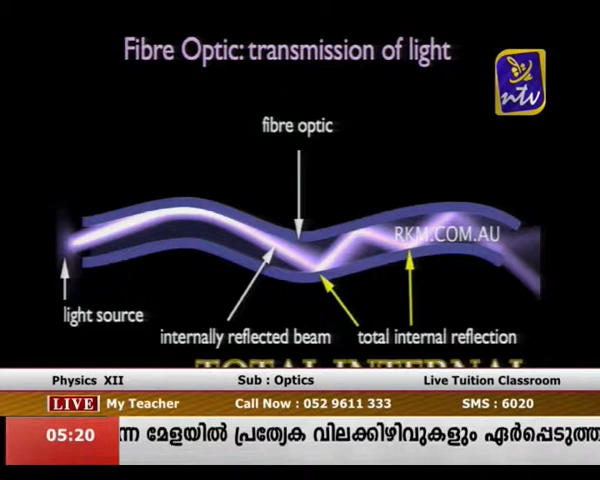 Fibre Optic: transmission of light
ntv
fibre optic
RKM.COM.AU
light source
internally reflected beam
total internal reflection
TOTAL INTERNAL
Physics XII
Sub : Optics
Live Tuition Classroom
LIVE My Teacher
Call Now : 052 9611 333
SMS : 6020
05:20
ന്ന മേളയിൽ പ്രത്യേക വിലക്കിഴിവുകളും